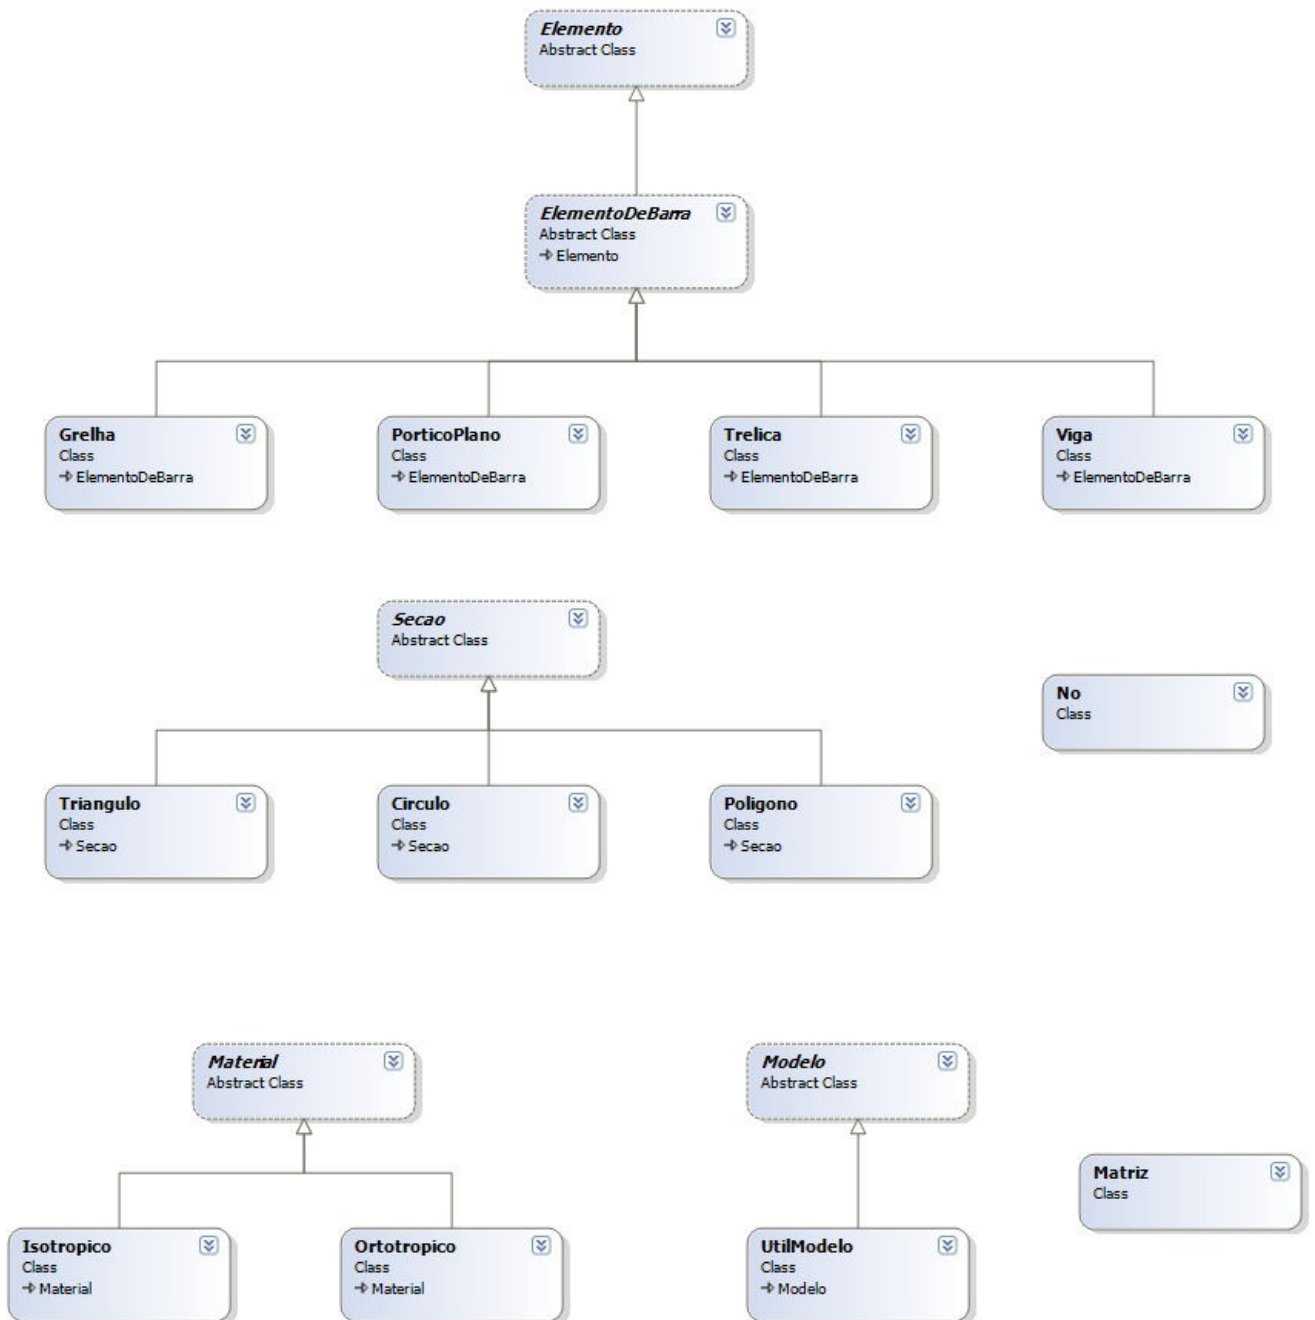 Elemento
Abstract Class
ElementoDeBarra
Abstract Class
Elemento
Grelha
Class
ElementoDeBarra
PorticoPlano
Class
ElementoDeBarra
Trelica
Class
ElementoDeBarra
Viga
Class
ElementoDeBarra
Secao
Abstract Class
No
Class
Triangulo
Class
Secao
Circulo
Class
Secao
Poligono
Class
Secao
Material
Abstract Class
Modelo
Abstract Class
Matriz
Class
Isotropico
Class
Material
Ortotropico
Class
Material
UtilModelo
Class
Modelo